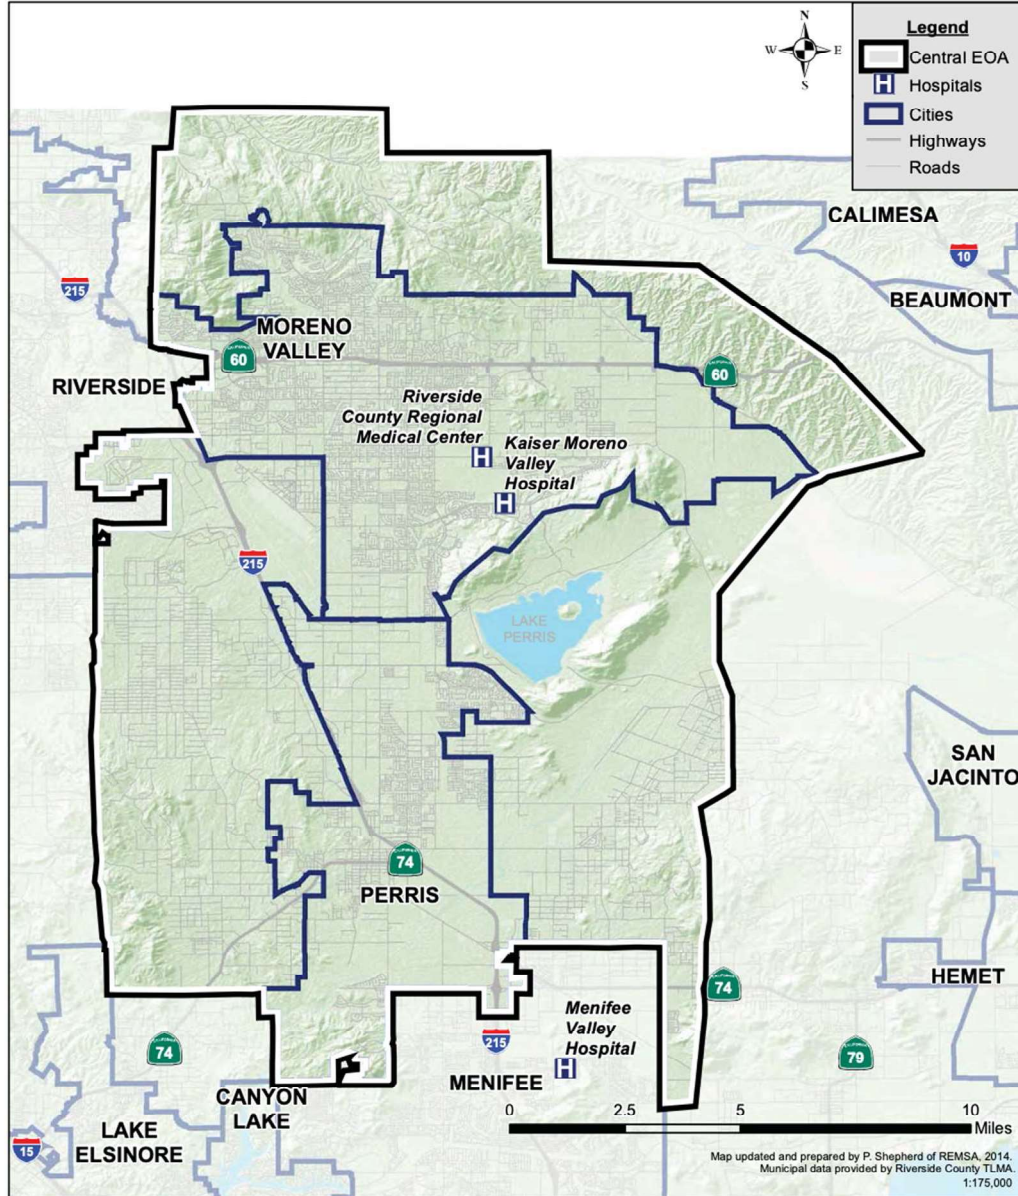 N
W E
S
Legend
Central EOA
H Hospitals
Cities
Highways
Roads
CALIMESA
10
215
BEAUMONT
MORENO
VALLEY
60
60
RIVERSIDE
Riverside
County Regional
Medical Center
H
Kaiser Moreno
Valley
Hospital
H
215
LAKE
PERRIS
SAN
JACINTO
CALIFORNIA
74
PERRIS
HEMET
74
Menifee
Valley
Hospital
H
74
215
79
MENIFEE
CANYON
LAKE
LAKE
ELSINORE
15
0 2.5 5 10
Miles
Map updated and prepared by P. Shepherd of REMSA, 2014.
Municipal data provided by Riverside County TLMA.
1:175,000